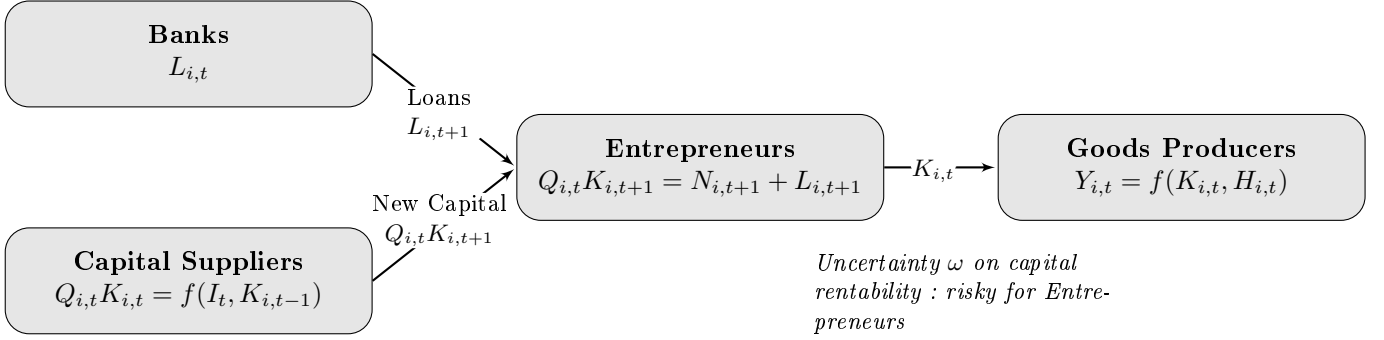 Banks
L_{i,t}
Loans
L_{i,t+1}
Entrepreneurs
Q_{i,t}K_{i,t+1} = N_{i,t+1} + L_{i,t+1}
K_{i,t}
Goods Producers
Y_{i,t} = f(K_{i,t}, H_{i,t})
New Capital
Q_{i,t}K_{i,t+1}
Capital Suppliers
Q_{i,t}K_{i,t} = f(I_t, K_{i,t−1})
Uncertainty ω on capital
rentability : risky for Entre-
preneurs